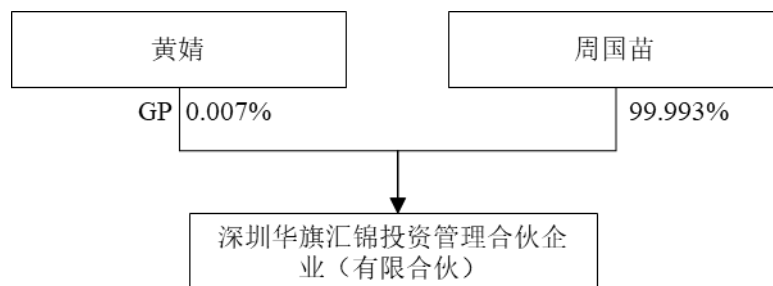 黄婧
周国苗
GP 0.007%
99.993%
深圳华旗汇锦投资管理合伙企
业（有限合伙）